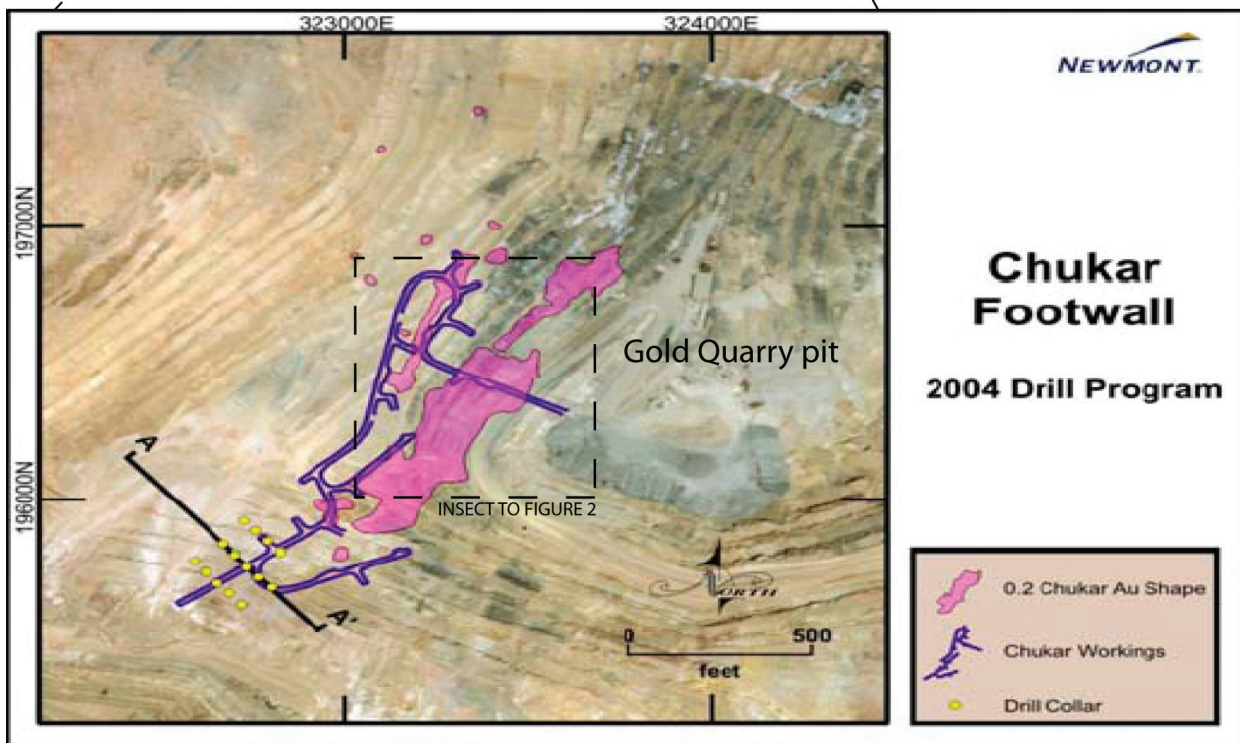 323000E
324000E
NEWMONT.
197000N
196000N
Chukar
Footwall
2004 Drill Program
Gold Quarry pit
INSECT TO FIGURE 2
A
A'
NORTH
0
500
feet
0.2 Chukar Au Shape
Chukar Workings
Drill Collar